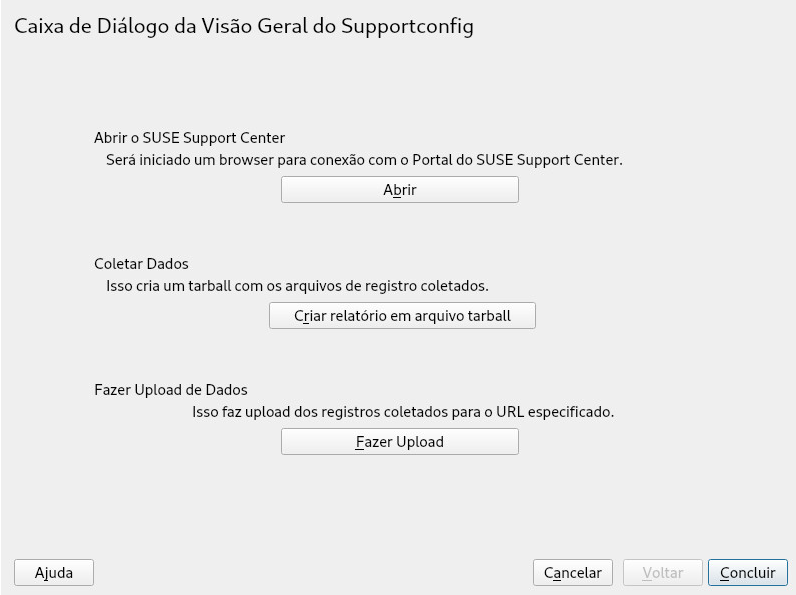 Caixa de Diálogo da Visão Geral do Supportconfig
Abrir o SUSE Support Center
Será iniciado um browser para conexão com o Portal do SUSE Support Center.
Abrir
Coletar Dados
Isso cria um tarball com os arquivos de registro coletados.
Criar relatório em arquivo tarball
Fazer Upload de Dados
Isso faz upload dos registros coletados para o URL especificado.
Fazer Upload
Ajuda Cancelar Voltar Concluir